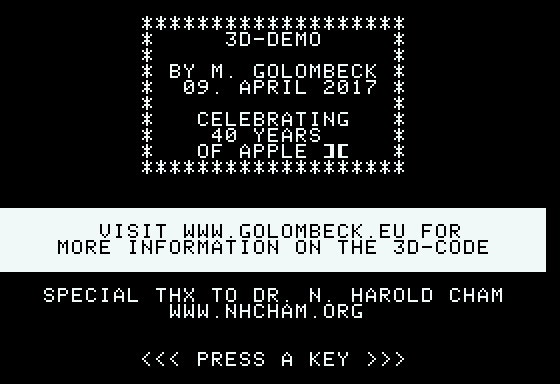 *******************
* 3D-DEMO *
* *
* BY M. GOLOMBECK *
* 09. APRIL 2017 *
* *
* CELEBRATING *
* 40 YEARS *
* OF APPLE ][ *
*******************
VISIT WWW.GOLOMBECK.EU FOR
MORE INFORMATION ON THE 3D-CODE
SPECIAL THX TO DR. N. HAROLD CHAM
WWW.NHCHAM.ORG
<<< PRESS A KEY >>>